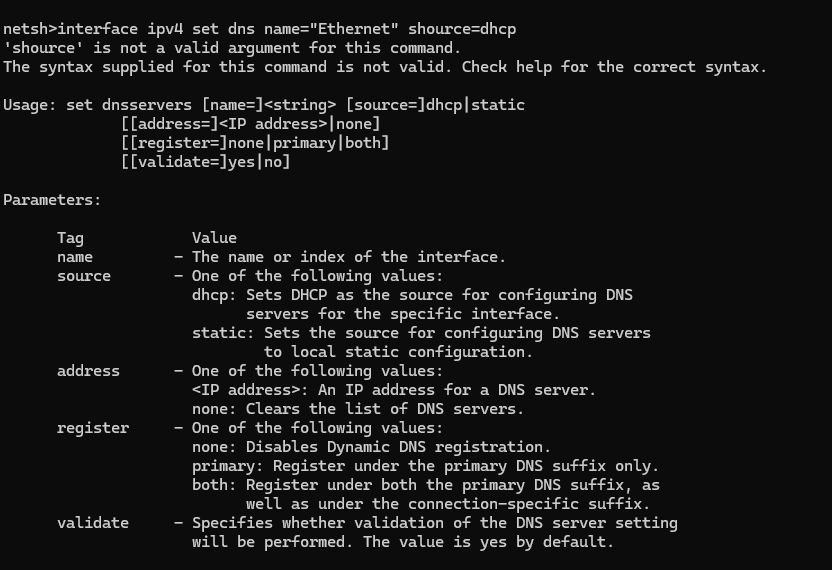 netsh>interface ipv4 set dns name="Ethernet" shource=dhcp
'shource' is not a valid argument for this command.
The syntax supplied for this command is not valid. Check help for the correct syntax.

Usage: set dnsservers [name=]<string> [source=]dhcp|static
             [[address=]<IP address>|none]
             [[register=]none|primary|both]
             [[validate=]yes|no]

Parameters:

      Tag            Value
      name         - The name or index of the interface.
      source       - One of the following values:
                     dhcp: Sets DHCP as the source for configuring DNS
                           servers for the specific interface.
                     static: Sets the source for configuring DNS servers
                             to local static configuration.
      address      - One of the following values:
                     <IP address>: An IP address for a DNS server.
                     none: Clears the list of DNS servers.
      register     - One of the following values:
                     none: Disables Dynamic DNS registration.
                     primary: Register under the primary DNS suffix only.
                     both: Register under both the primary DNS suffix, as
                           well as under the connection-specific suffix.
      validate     - Specifies whether validation of the DNS server setting
                     will be performed. The value is yes by default.